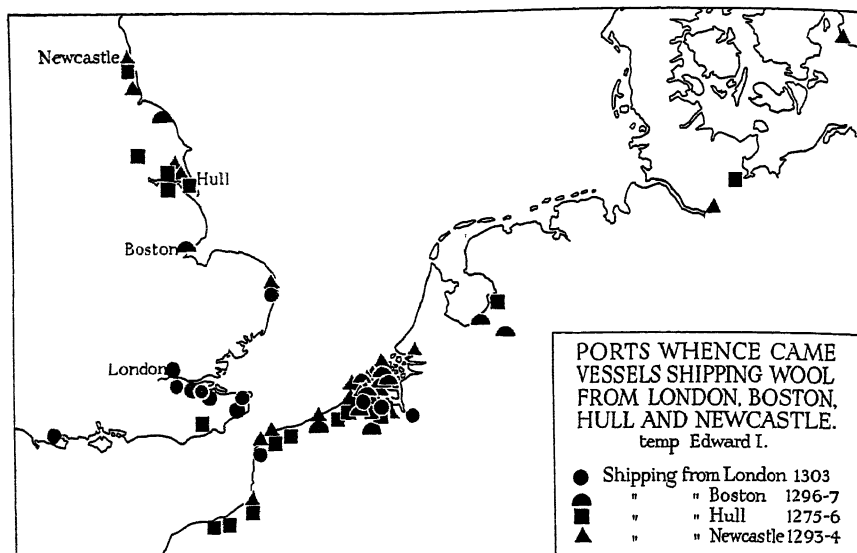 Newcastle
Hull
Boston
London
PORTS WHENCE CAME
VESSELS SHIPPING WOOL
FROM LONDON, BOSTON,
HULL AND NEWCASTLE.
temp Edward I.
Shipping from London 1303
" " Boston 1296-7
" " Hull 1275-6
" " Newcastle 1293-4